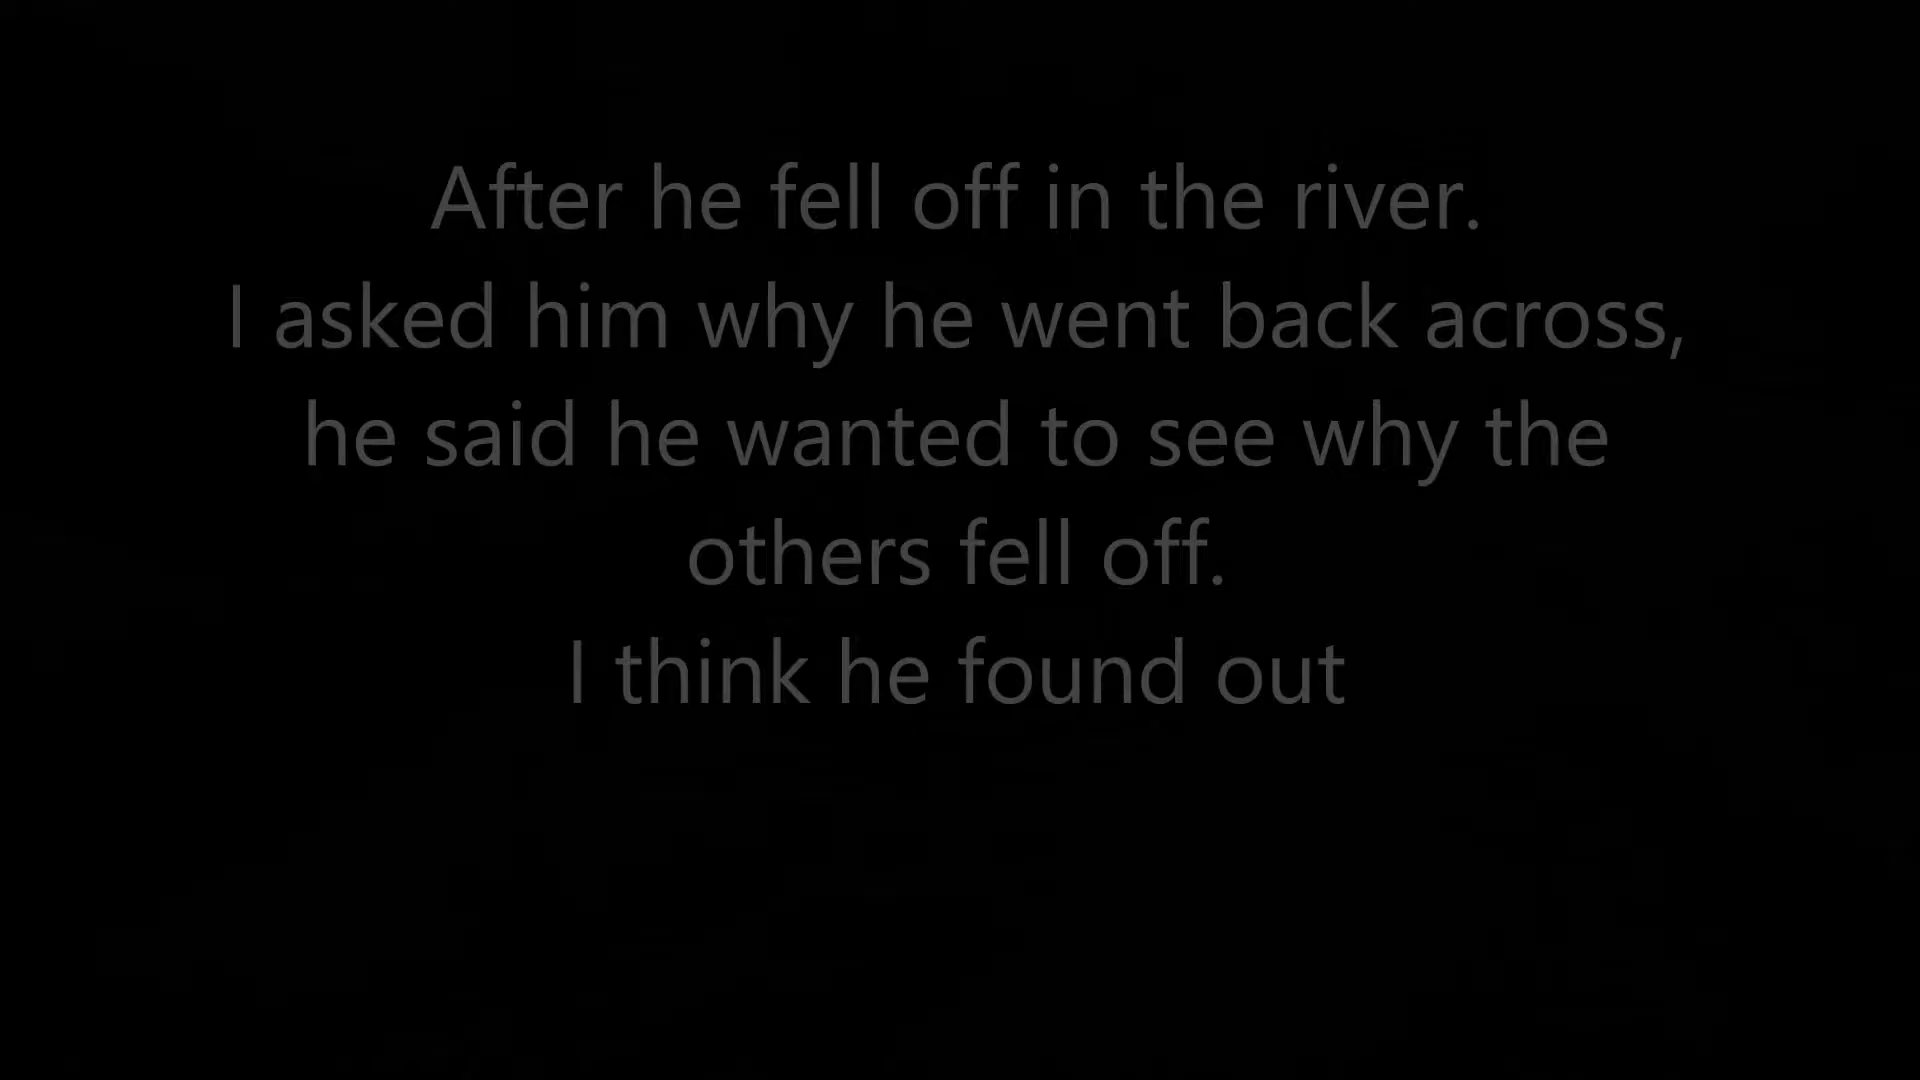 After he fell off in the river.
I asked him why he went back across,
he said he wanted to see why the
others fell off.
I think he found out